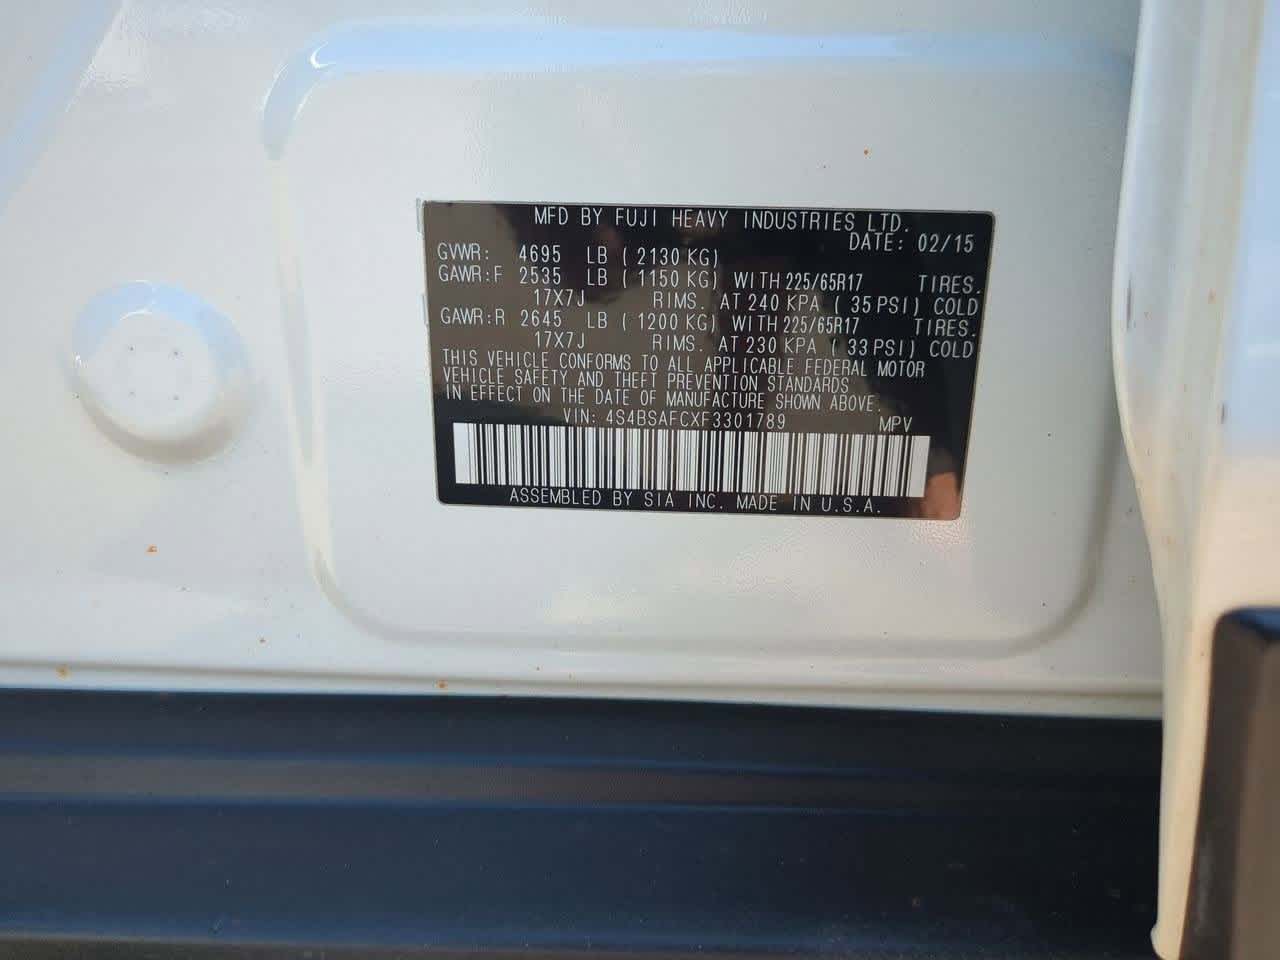 MFD BY FUJI HEAVY INDUSTRIES LTD.
DATE: 02/15
GVWR: 4695 LB ( 2130 KG)
GAWR:F 2535 LB ( 1150 KG) WITH 225/65R17 TIRES.
17X7J RIMS. AT 240 KPA ( 35 PSI) COLD
GAWR:R 2645 LB ( 1200 KG) WITH 225/65R17 TIRES.
17X7J RIMS. AT 230 KPA ( 33 PSI) COLD
THIS VEHICLE CONFORMS TO ALL APPLICABLE FEDERAL MOTOR
VEHICLE SAFETY AND THEFT PREVENTION STANDARDS
IN EFFECT ON THE DATE OF MANUFACTURE SHOWN ABOVE.
VIN: 4S4BSAFCXF3301789 MPV
ASSEMBLED BY SIA INC. MADE IN U.S.A.